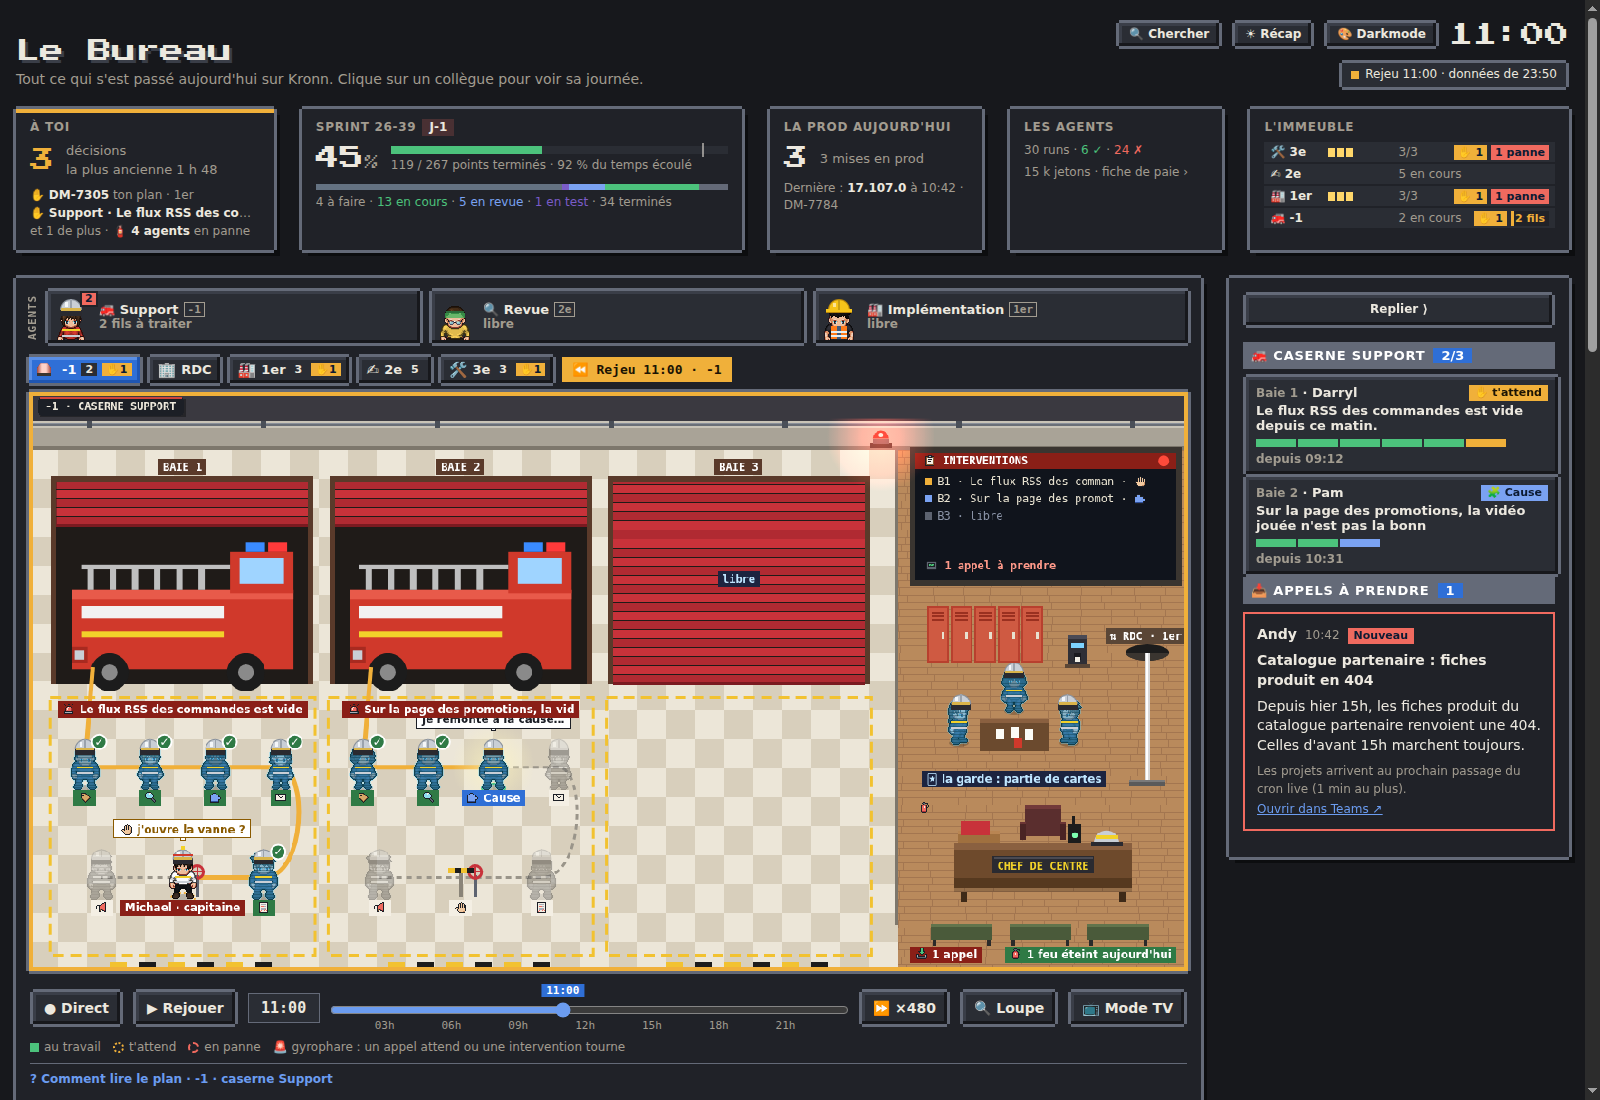 Le Bureau
Tout ce qui s'est passé aujourd'hui sur Kronn. Clique sur un collègue pour voir sa journée.
Chercher
Récap
Darkmode
11:00
Rejeu 11:00 · données de 23:50
À TOI
3
décisions
la plus ancienne 1 h 48
DM-7305 ton plan · 1er
Support · Le flux RSS des co...
et 1 de plus · 4 agents en panne
SPRINT 26-39 J-1
45%
119 / 267 points terminés · 92 % du temps écoulé
4 à faire · 13 en cours · 5 en revue · 1 en test · 34 terminés
LA PROD AUJOURD'HUI
3
3 mises en prod
Dernière : 17.107.0 à 10:42 ·
DM-7784
LES AGENTS
30 runs · 6 ✓ · 24 ✗
15 k jetons · fiche de paie ›
L'IMMEUBLE
3e 3/3 1 1 panne
2e 5 en cours
1er 3/3 1 1 panne
-1 2 en cours 1 2 fils
AGENTS
2
Support -1
2 fils à traiter
Revue 2e
libre
Implémentation 1er
libre
-1 2 1
RDC
1er 3 1
2e 5
3e 3 1
Rejeu 11:00 · -1
-1 · CASERNE SUPPORT
BAIE 1
BAIE 2
BAIE 3
libre
INTERVENTIONS
B1 · Le flux RSS des comman ·
B2 · Sur la page des promot ·
B3 · libre
1 appel à prendre
⇅ RDC · 1er
Le flux RSS des commandes est vide
Sur la page des promotions, la vid
Je remonte à la cause...
Cause
j'ouvre la vanne ?
Michael · capitaine
la garde : partie de cartes
CHEF DE CENTRE
1 appel
1 feu éteint aujourd'hui
Direct
Rejouer
11:00
11:00
03h 06h 09h 12h 15h 18h 21h
×480
Loupe
Mode TV
au travail t'attend en panne gyrophare : un appel attend ou une intervention tourne
? Comment lire le plan · -1 · caserne Support
Replier ⟩
CASERNE SUPPORT 2/3
Baie 1 · Darryl t'attend
Le flux RSS des commandes est vide
depuis ce matin.
depuis 09:12
Baie 2 · Pam Cause
Sur la page des promotions, la vidéo
jouée n'est pas la bonn
depuis 10:31
APPELS À PRENDRE 1
Andy 10:42 Nouveau
Catalogue partenaire : fiches
produit en 404
Depuis hier 15h, les fiches produit du
catalogue partenaire renvoient une 404.
Celles d'avant 15h marchent toujours.
Les projets arrivent au prochain passage du
cron live (1 min au plus).
Ouvrir dans Teams ↗